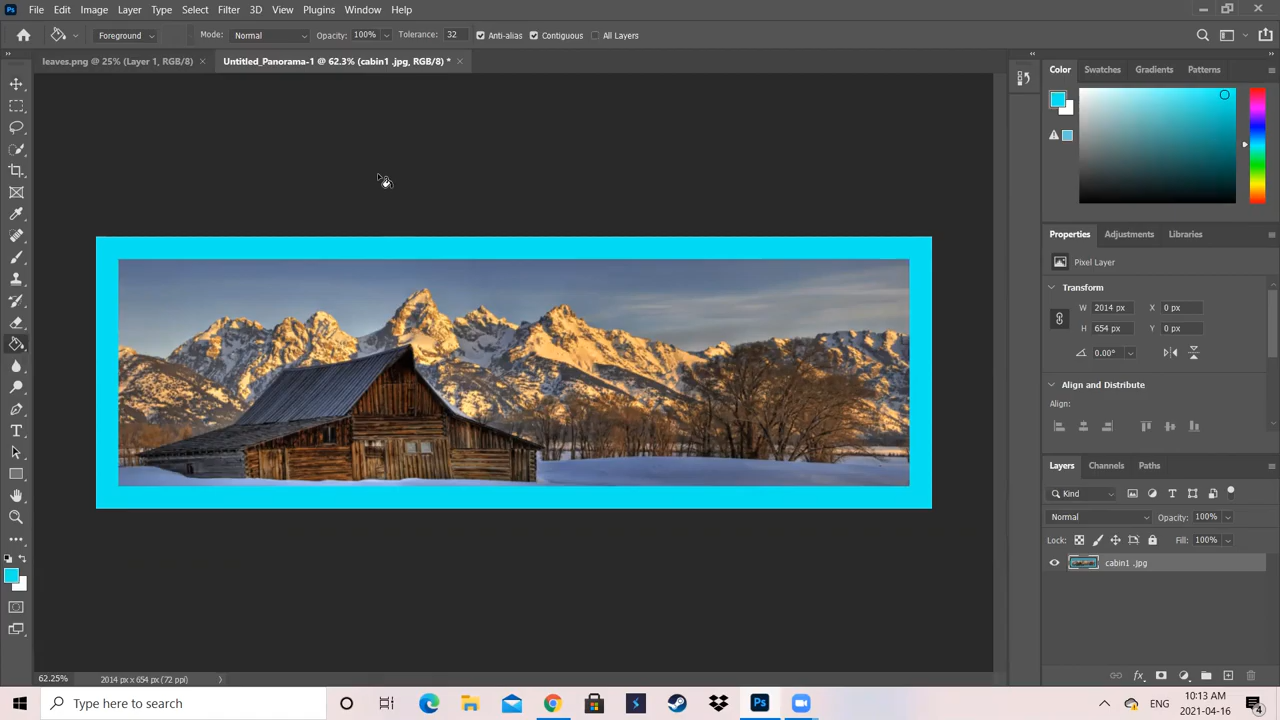 Ps File Edit Image Layer Type Select Filter 3D View Plugins Window Help
Foreground Mode: Normal Opacity: 100% Tolerance: 32 Anti-alias Contiguous All Layers
leaves.png @ 25% (Layer 1, RGB/8) Untitled_Panorama-1 @ 62.3% (cabin1 .jpg, RGB/8) *
Color Swatches Gradients Patterns
Properties Adjustments Libraries
Pixel Layer
Transform
W 2014 px X 0 px
H 654 px Y 0 px
0.00°
Align and Distribute
Align:
Layers Channels Paths
Kind
Normal Opacity: 100%
Lock: Fill: 100%
cabin1 .jpg
62.25% 2014 px x 654 px (72 ppi)
Type here to search
Ps
ENG
10:13 AM
2021-04-16
4